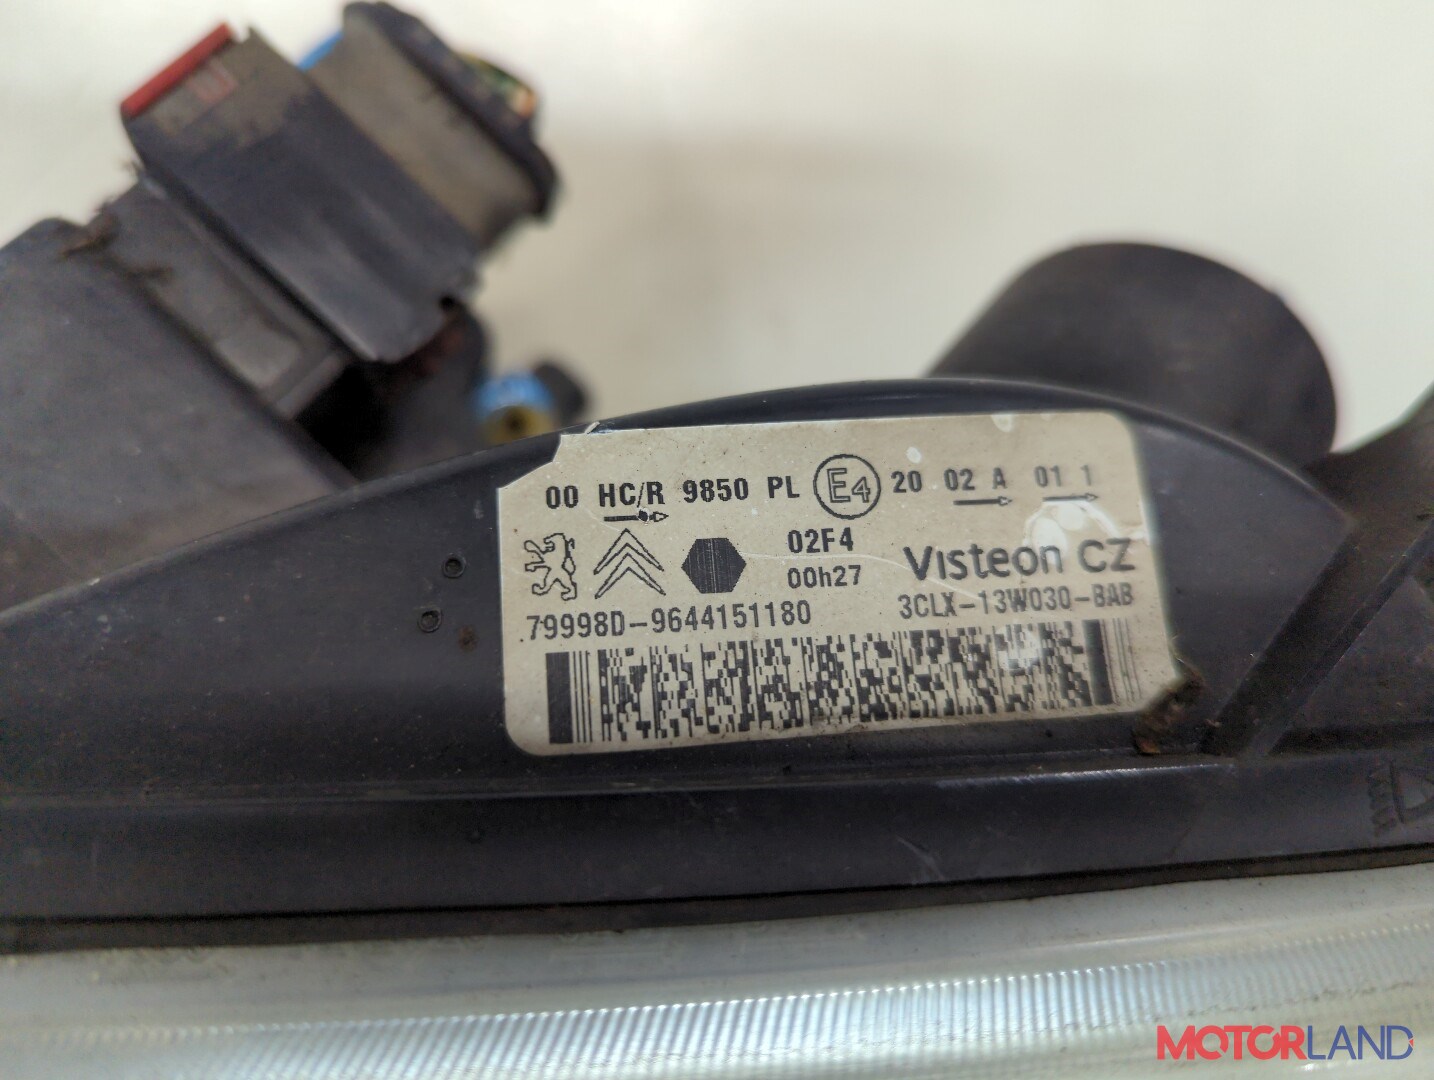 00 HC/R 9850 PL E4 20 02 A 01 1
02F4
00h27
Visteon CZ
79998D-9644151180
3CLX-13W030-BAB
MOTORLAND